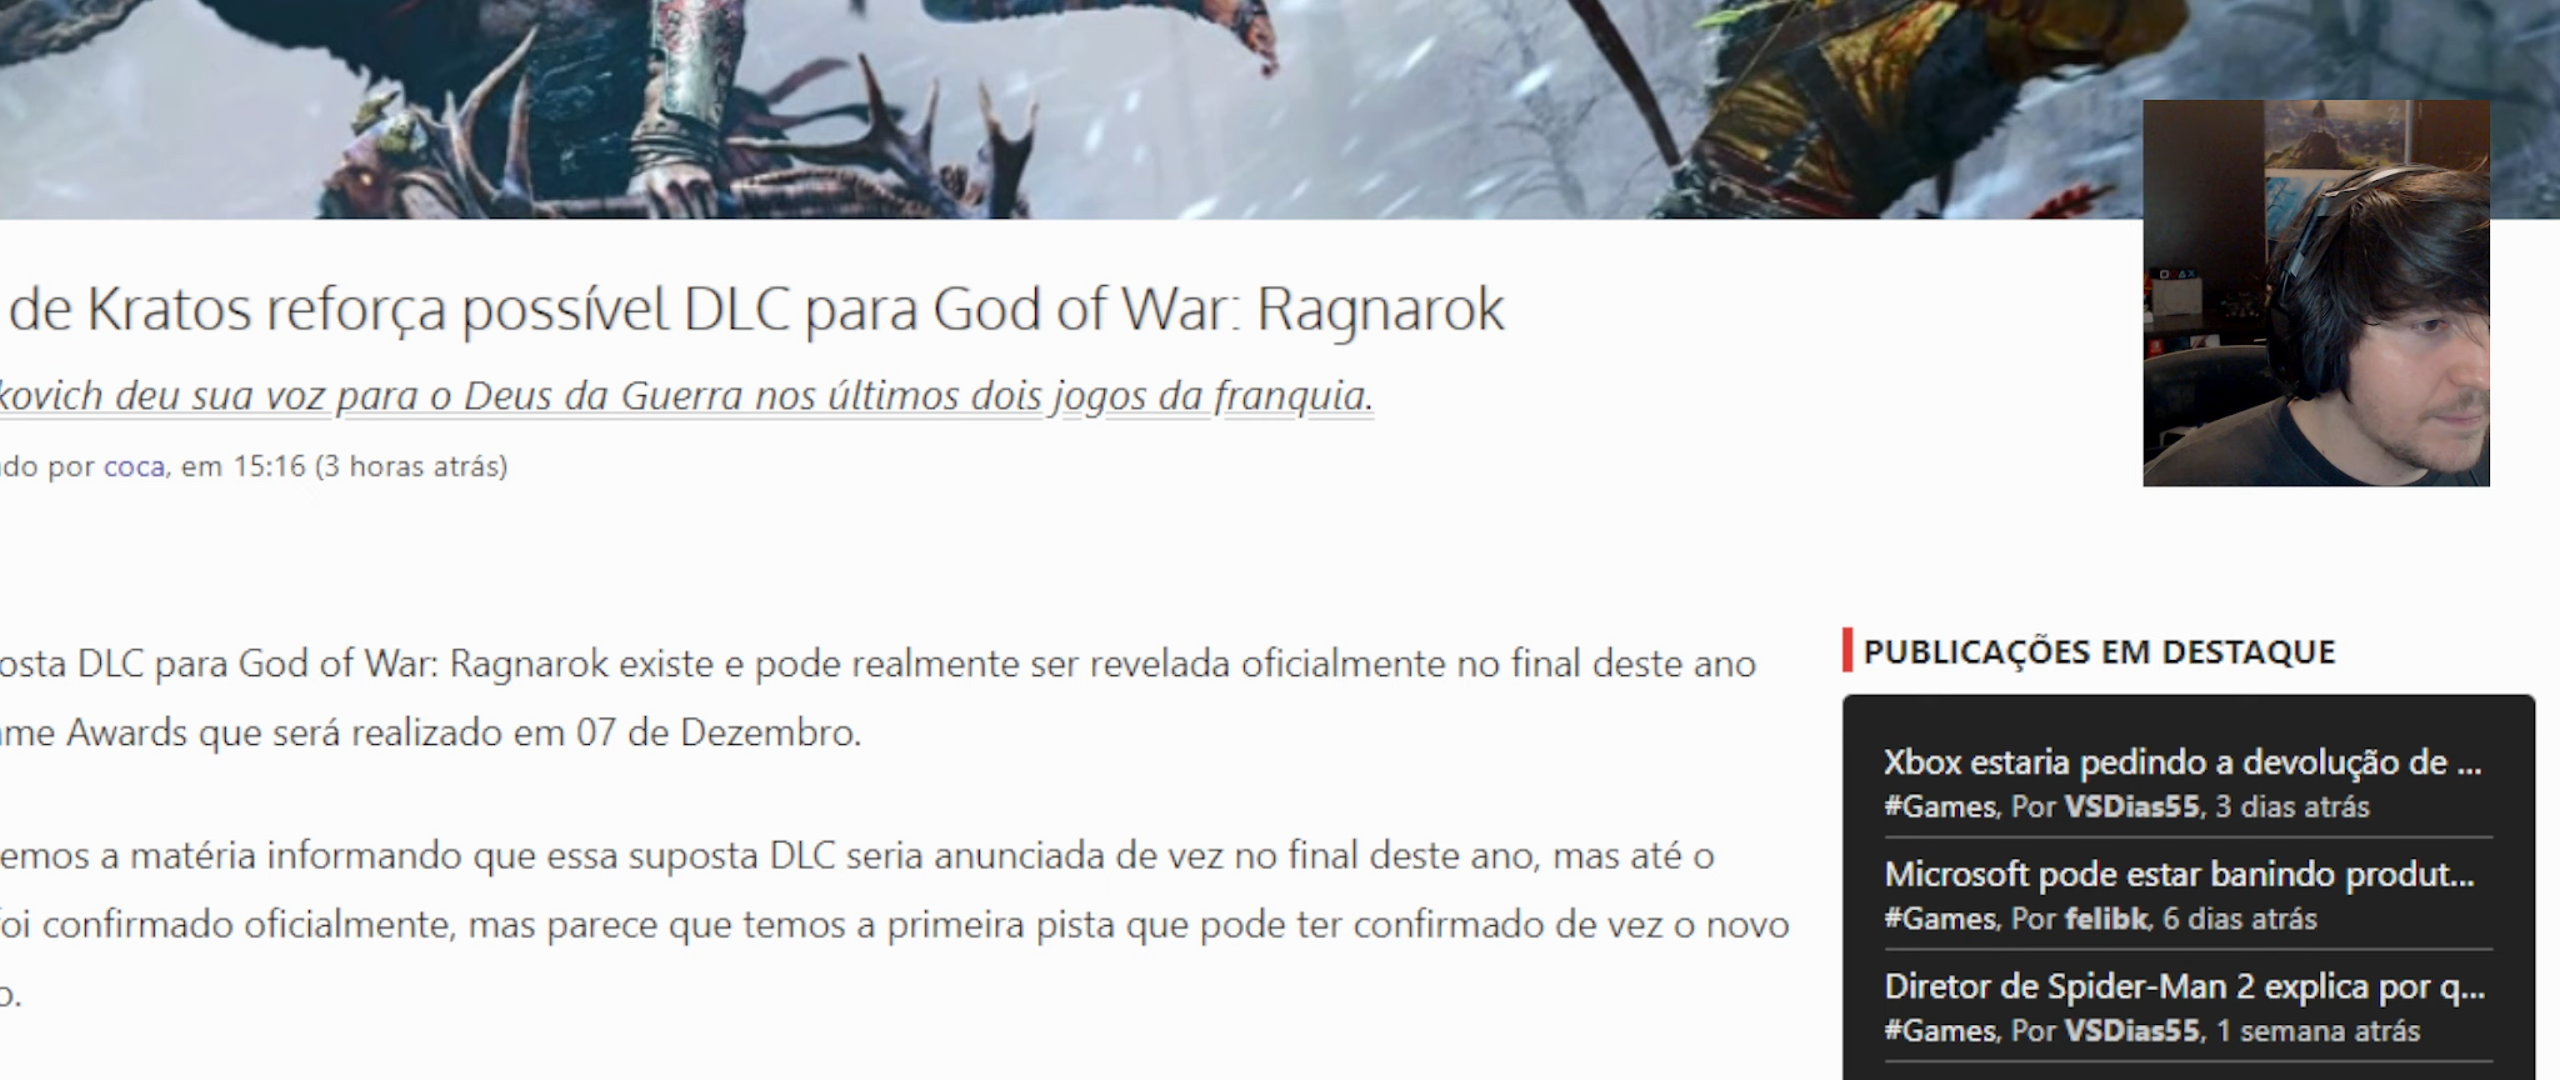 de Kratos reforça possível DLC para God of War: Ragnarok
kovich deu sua voz para o Deus da Guerra nos últimos dois jogos da franquia.
do por coca, em 15:16 (3 horas atrás)
osta DLC para God of War: Ragnarok existe e pode realmente ser revelada oficialmente no final deste ano
me Awards que será realizado em 07 de Dezembro.
emos a matéria informando que essa suposta DLC seria anunciada de vez no final deste ano, mas até o
foi confirmado oficialmente, mas parece que temos a primeira pista que pode ter confirmado de vez o novo
o.
PUBLICAÇÕES EM DESTAQUE
Xbox estaria pedindo a devolução de ...
#Games, Por VSDias55, 3 dias atrás
Microsoft pode estar banindo produt...
#Games, Por felibk, 6 dias atrás
Diretor de Spider-Man 2 explica por q...
#Games, Por VSDias55, 1 semana atrás